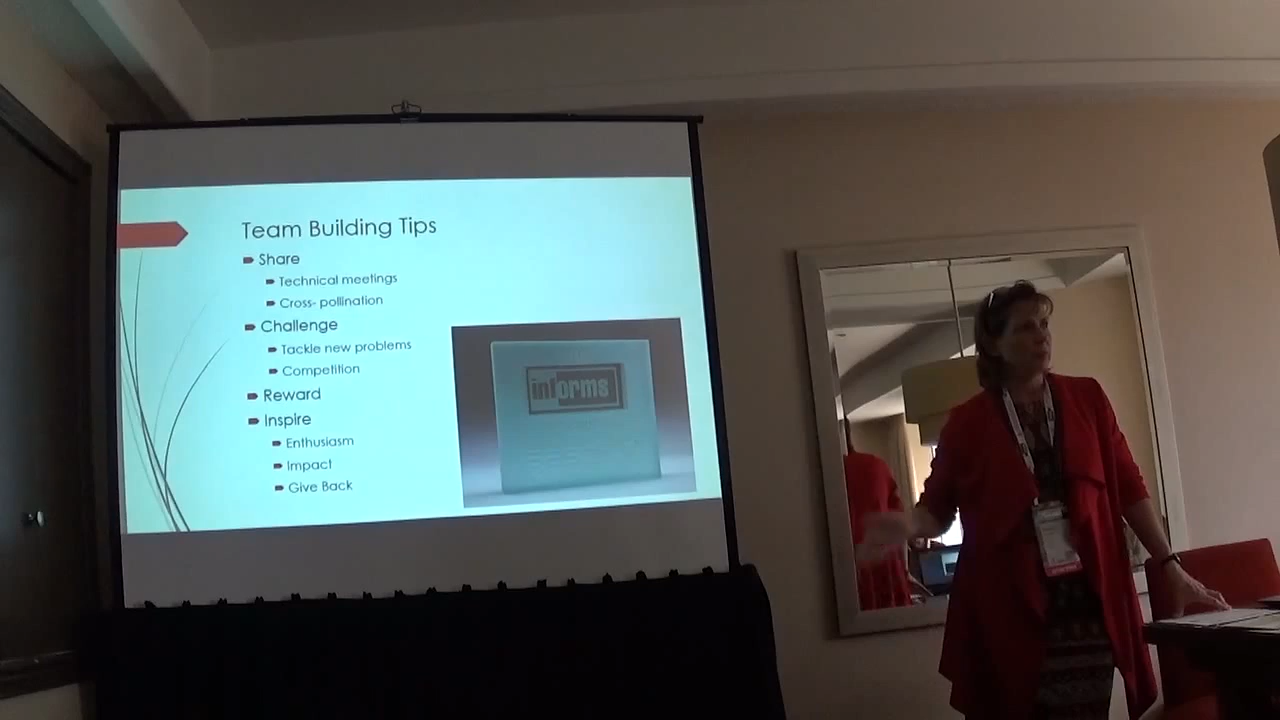 Team Building Tips
Share
Technical meetings
Cross- pollination
Challenge
Tackle new problems
Competition
Reward
Inspire
Enthusiasm
Impact
Give Back
informs